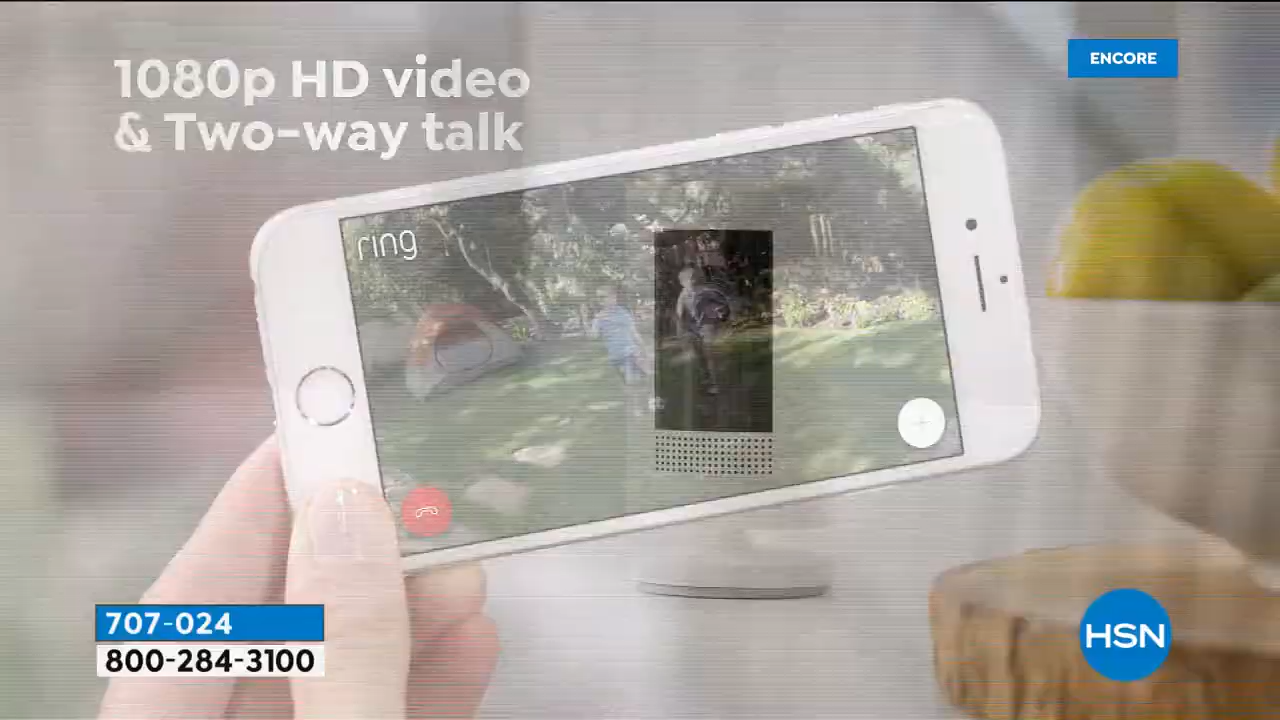 1080p HD video
& Two-way talk
ENCORE
ring
707-024
800-284-3100
HSN